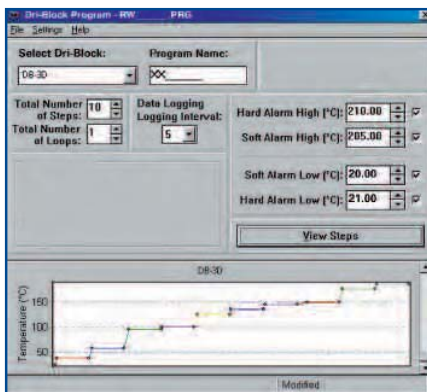 Dri-Block Program - RW______PRG
File Settings Help
Select Dri-Block:
Program Name:
DB-3D
XX______
Total Number of Steps:
10
Total Number of Loops:
1
Data Logging
Logging Interval:
5
Hard Alarm High (°C):
210.00
Soft Alarm High (°C):
205.00
Soft Alarm Low (°C):
20.00
Hard Alarm Low (°C):
21.00
View Steps
DB-3D
Temperature (°C)
150
100
50
Modified